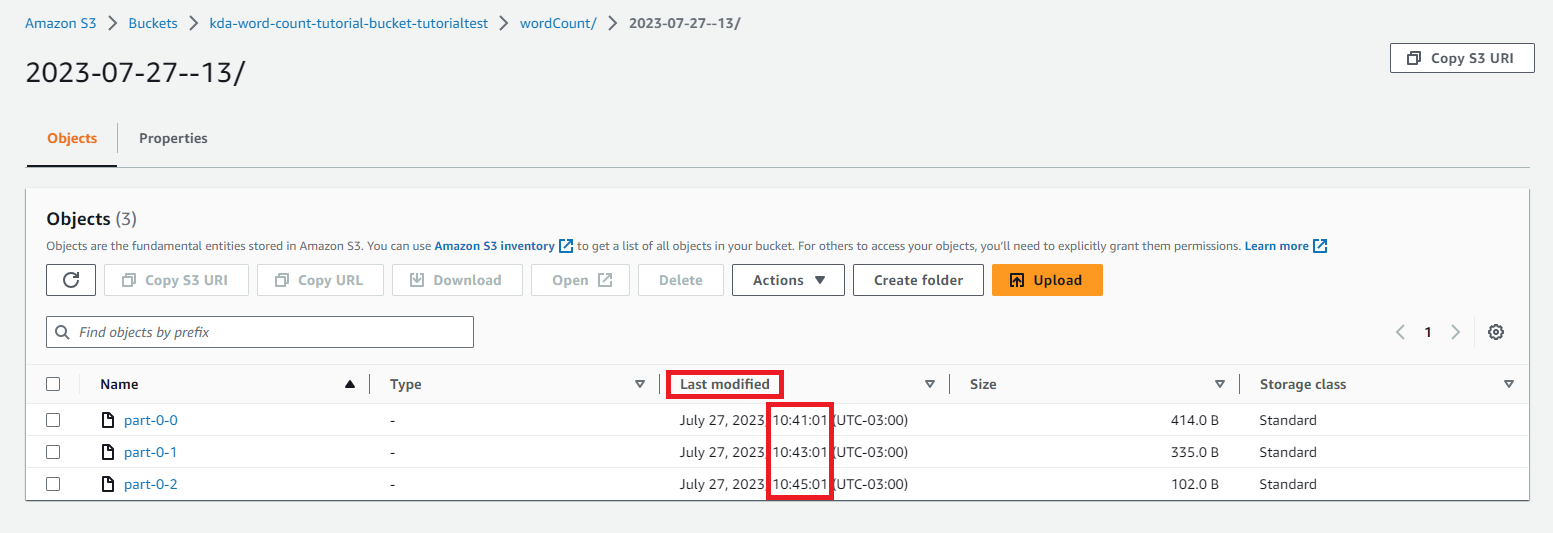 Amazon S3 > Buckets > kda-word-count-tutorial-bucket-tutorialtest > wordCount/ > 2023-07-27--13/
2023-07-27--13/
Copy S3 URI
Objects Properties
Objects (3)
Objects are the fundamental entities stored in Amazon S3. You can use Amazon S3 inventory to get a list of all objects in your bucket. For others to access your objects, you'll need to explicitly grant them permissions. Learn more
Copy S3 URI Copy URL Download Open Delete Actions Create folder Upload
Find objects by prefix
1
Name Type Last modified Size Storage class
part-0-0 - July 27, 2023, 10:41:01 (UTC-03:00) 414.0 B Standard
part-0-1 - July 27, 2023, 10:43:01 (UTC-03:00) 335.0 B Standard
part-0-2 - July 27, 2023, 10:45:01 (UTC-03:00) 102.0 B Standard